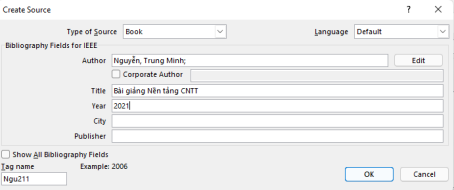 Create Source
? ×
Type of Source Book Language Default
Bibliography Fields for IEEE
Author Nguyễn, Trung Minh; Edit
Corporate Author
Title Bài giảng Nền tảng CNTT
Year 2021
City
Publisher
Show All Bibliography Fields
Tag name Example: 2006
Ngu211 OK Cancel